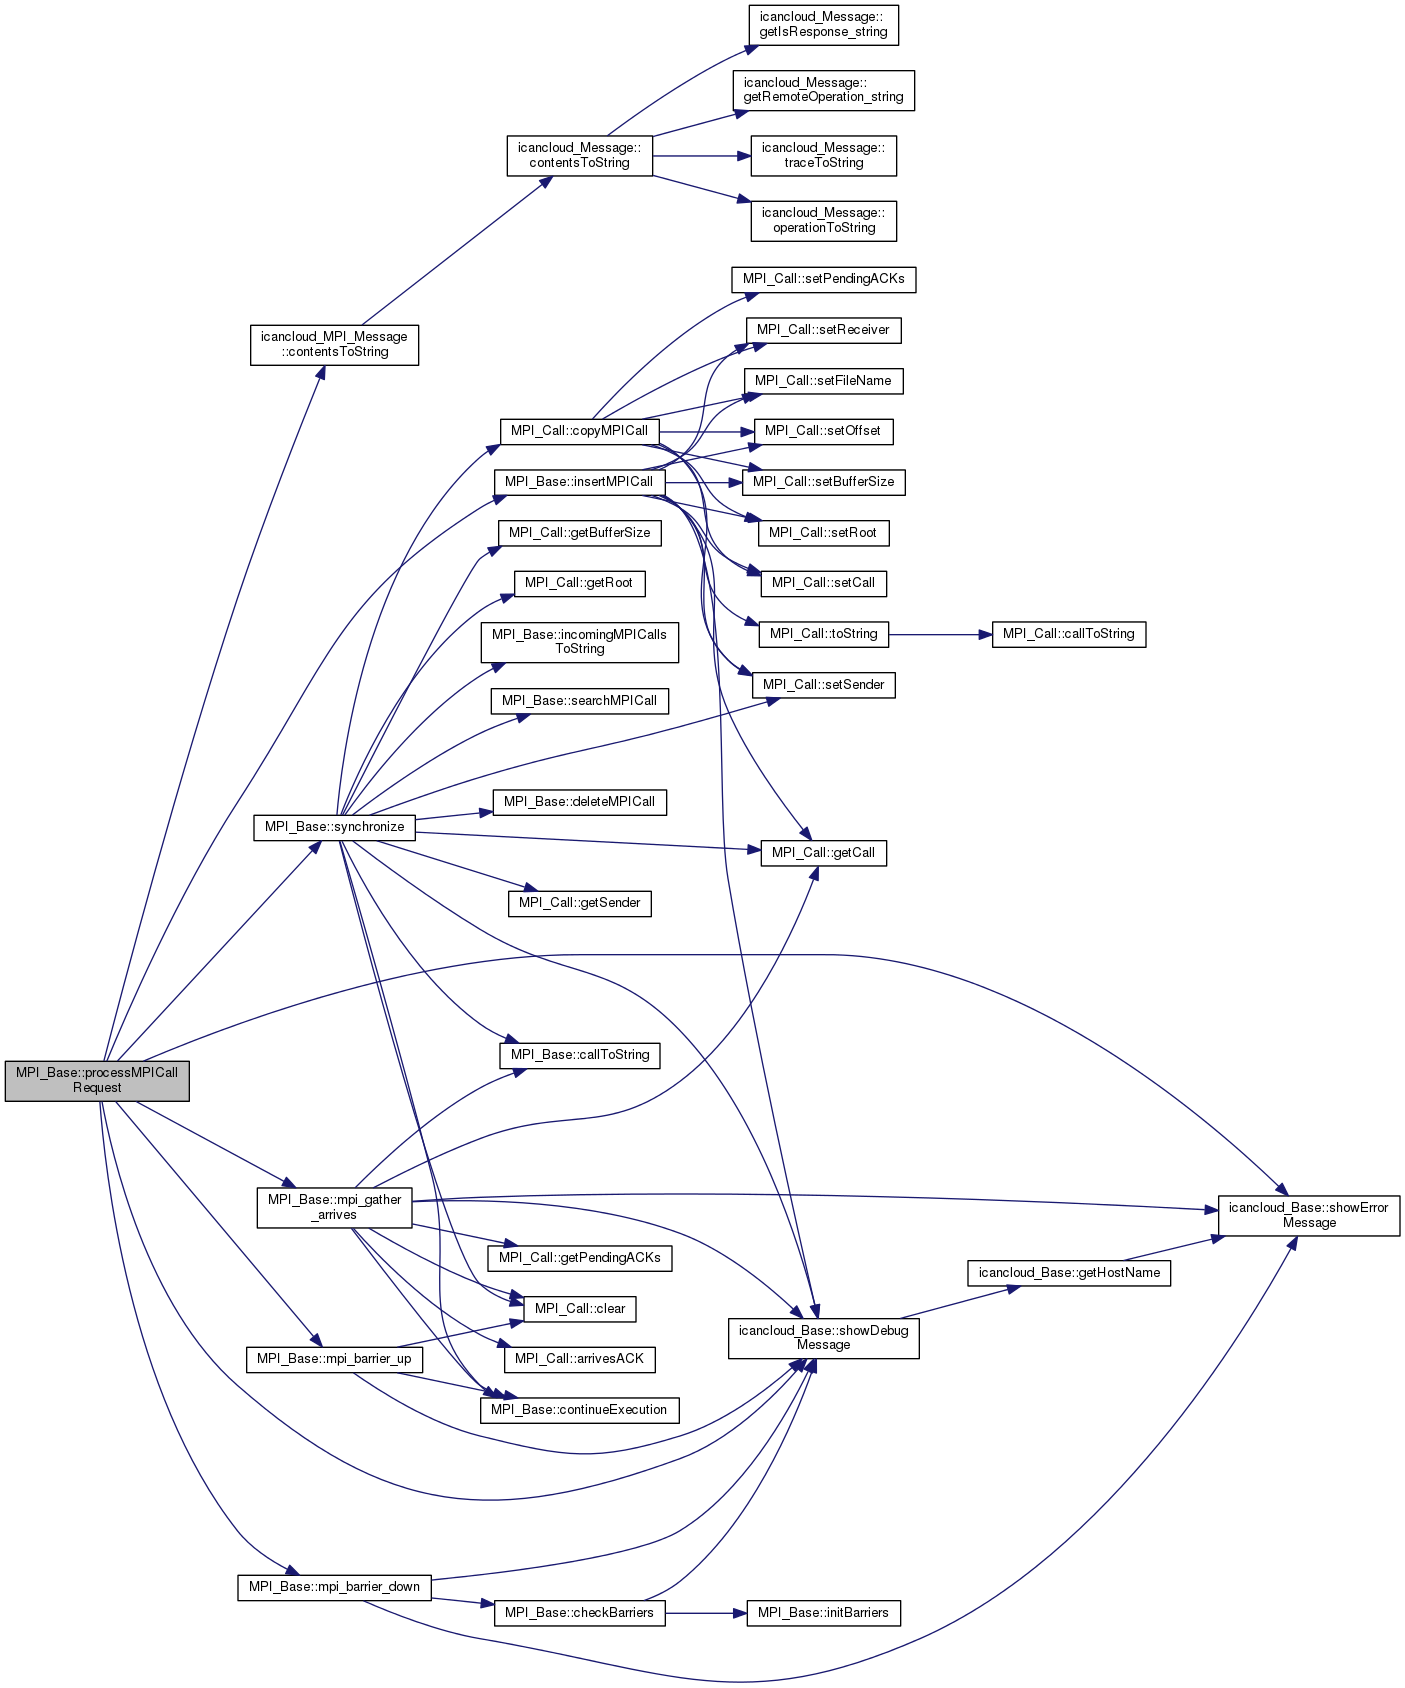 icancloud_Message::
getIsResponse_string
icancloud_Message::
getRemoteOperation_string
icancloud_Message::
contentsToString
icancloud_Message::
traceToString
icancloud_Message::
operationToString
MPI_Call::setPendingACKs
icancloud_MPI_Message
::contentsToString
MPI_Call::setReceiver
MPI_Call::setFileName
MPI_Call::copyMPICall
MPI_Call::setOffset
MPI_Base::insertMPICall
MPI_Call::setBufferSize
MPI_Call::getBufferSize
MPI_Call::setRoot
MPI_Call::getRoot
MPI_Call::setCall
MPI_Base::incomingMPICalls
ToString
MPI_Call::toString
MPI_Call::callToString
MPI_Call::setSender
MPI_Base::searchMPICall
MPI_Base::deleteMPICall
MPI_Base::synchronize
MPI_Call::getCall
MPI_Call::getSender
MPI_Base::callToString
MPI_Base::processMPICall
Request
MPI_Base::mpi_gather
_arrives
icancloud_Base::showError
Message
MPI_Call::getPendingACKs
icancloud_Base::getHostName
MPI_Call::clear
icancloud_Base::showDebug
Message
MPI_Base::mpi_barrier_up
MPI_Call::arrivesACK
MPI_Base::continueExecution
MPI_Base::mpi_barrier_down
MPI_Base::checkBarriers
MPI_Base::initBarriers